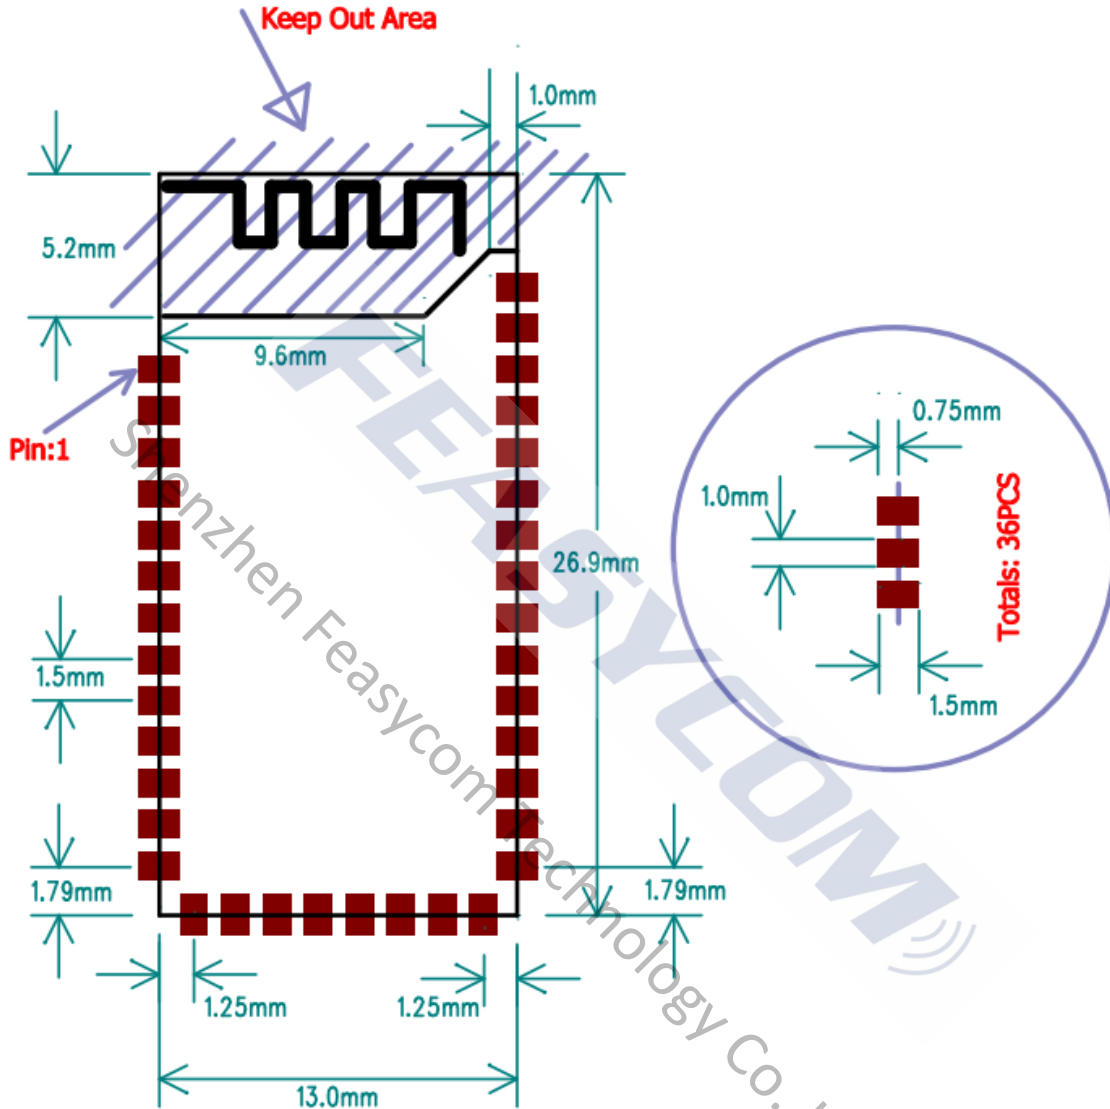 Keep Out Area
1.0mm
5.2mm
9.6mm
Pin:1
0.75mm
1.0mm
Totals: 36PCS
26.9mm
1.5mm
1.5mm
1.79mm
1.79mm
1.25mm
1.25mm
13.0mm
FEASYCOM
Shenzhen Feasycom Technology Co.